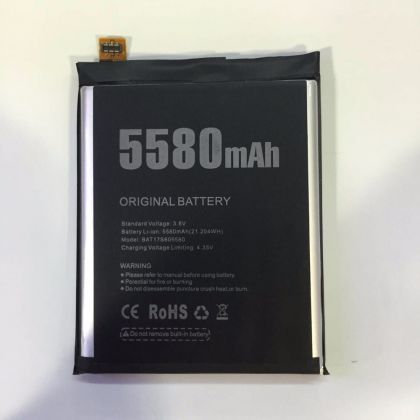 5580mAh
ORIGINAL BATTERY
Standard Voltage: 3.8V
Battery Li-ion: 5580mAh(21.204WH)
Model: BAT17S605580
Charging Voltage Limiting: 4.35V
WARNING
Please refer to manual before using
Potential for fire or burning
Do not disassemble puncture crush,heat,or burn
CE RoHS
Do not remove built-in battery